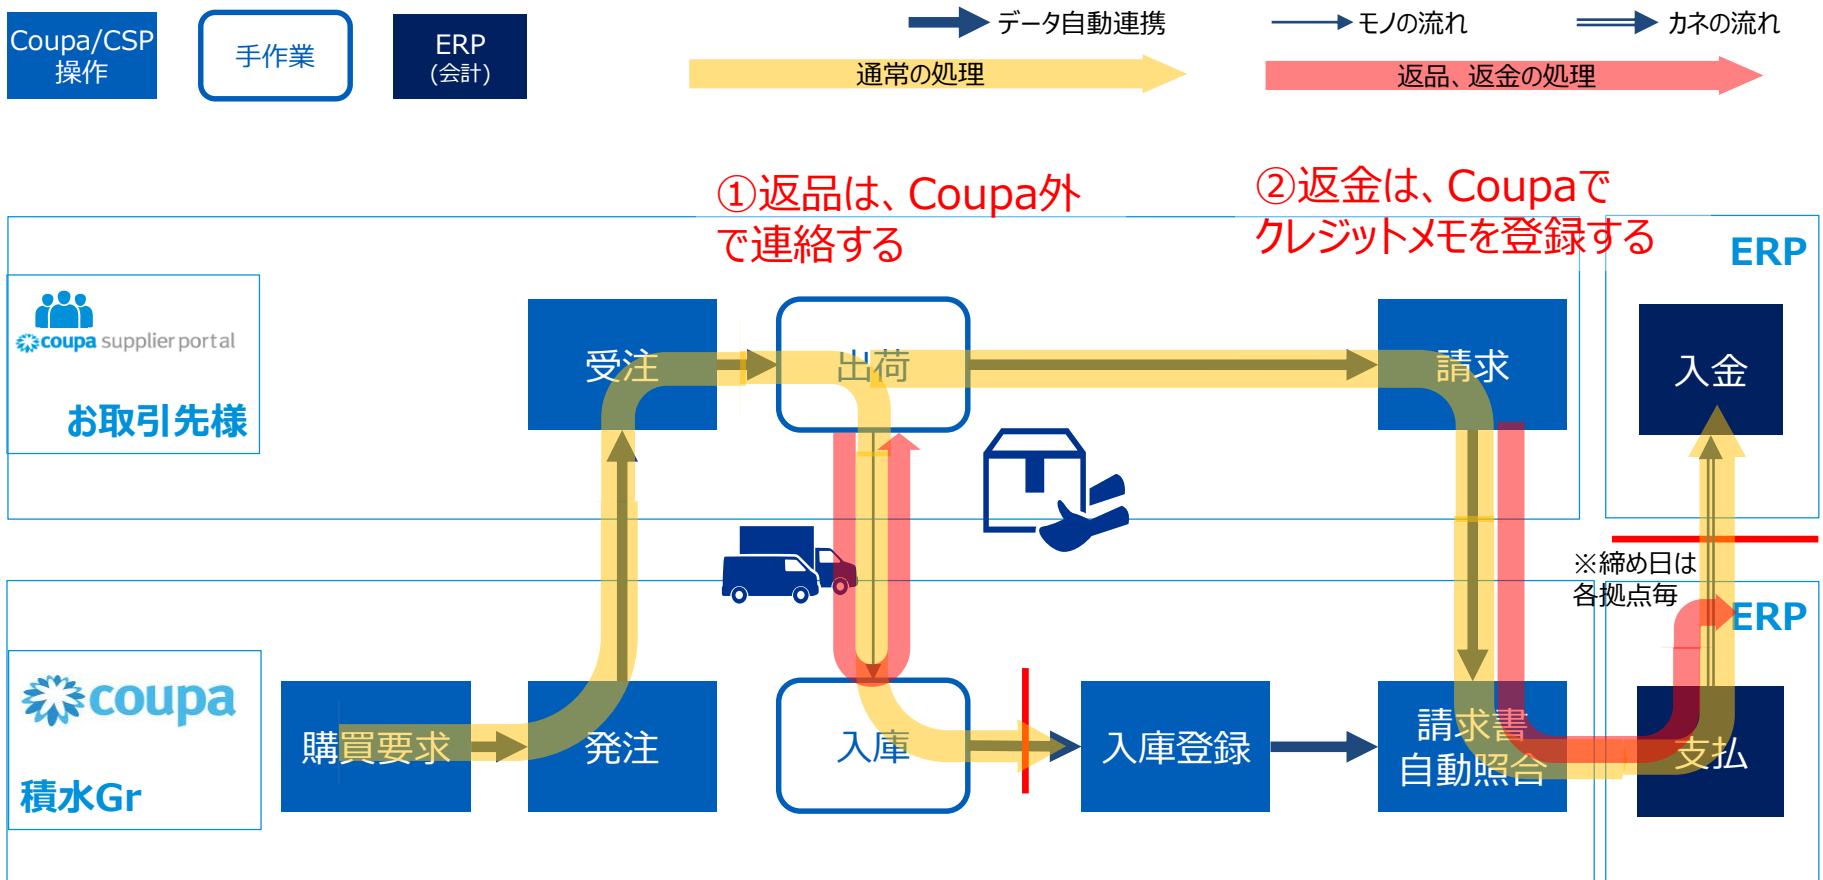 Coupa/CSP
操作
手作業
ERP
(会計)
データ自動連携
モノの流れ
カネの流れ
通常の処理
返品、返金の処理
①返品は、Coupa外
で連絡する
②返金は、Coupaで
クレジットメモを登録する
ERP
coupa supplier portal
お取引先様
受注
出荷
請求
入金
※締め日は
各拠点毎
ERP
coupa
積水Gr
購買要求
発注
入庫
入庫登録
請求書
自動照合
支払